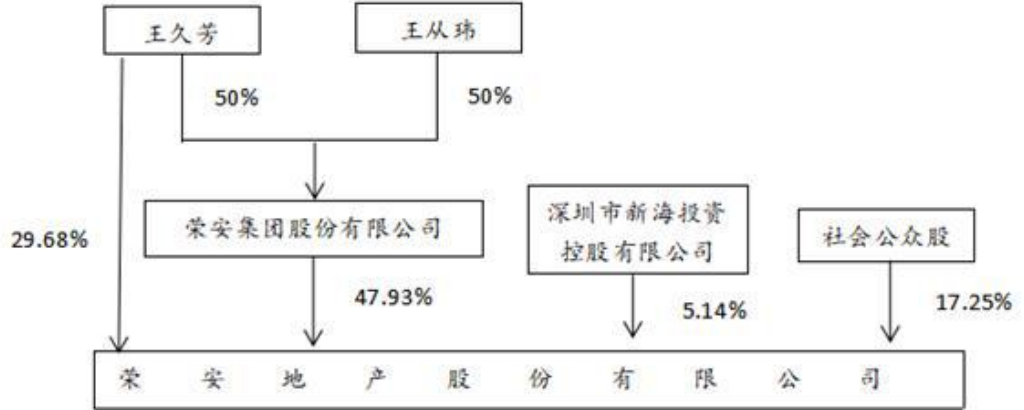 王久芳
王从玮
50%
50%
荣安集团股份有限公司
深圳市新海投资
控股有限公司
社会公众股
29.68%
47.93%
5.14%
17.25%
荣安地产股份有限公司